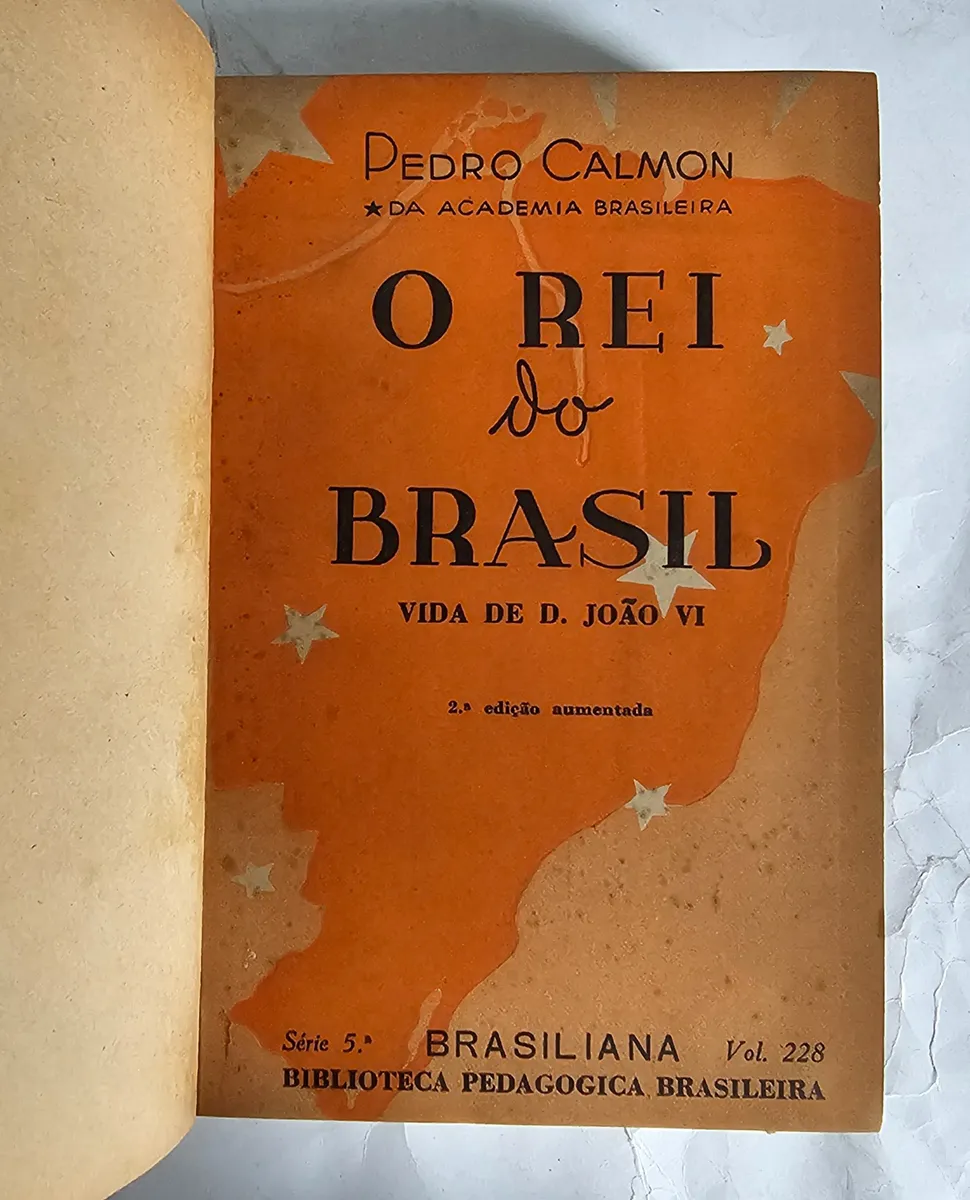 PEDRO CALMON
★DA ACADEMIA BRASILEIRA
O REI
do
BRASIL
VIDA DE D. JOÃO VI
2.ª edição aumentada
Série 5.ª BRASILIANA Vol. 228
BIBLIOTECA PEDAGOGICA BRASILEIRA